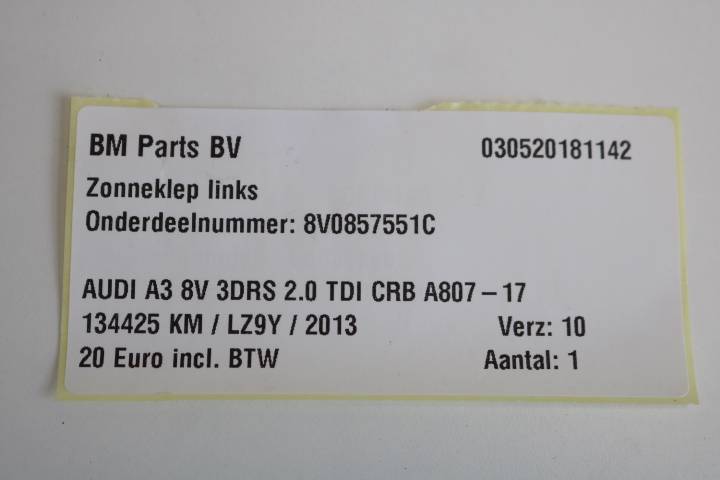 BM Parts BV 030520181142
Zonneklep links
Onderdeelnummer: 8V0857551C
AUDI A3 8V 3DRS 2.0 TDI CRB A807 – 17
134425 KM / LZ9Y / 2013 Verz: 10
20 Euro incl. BTW Aantal: 1